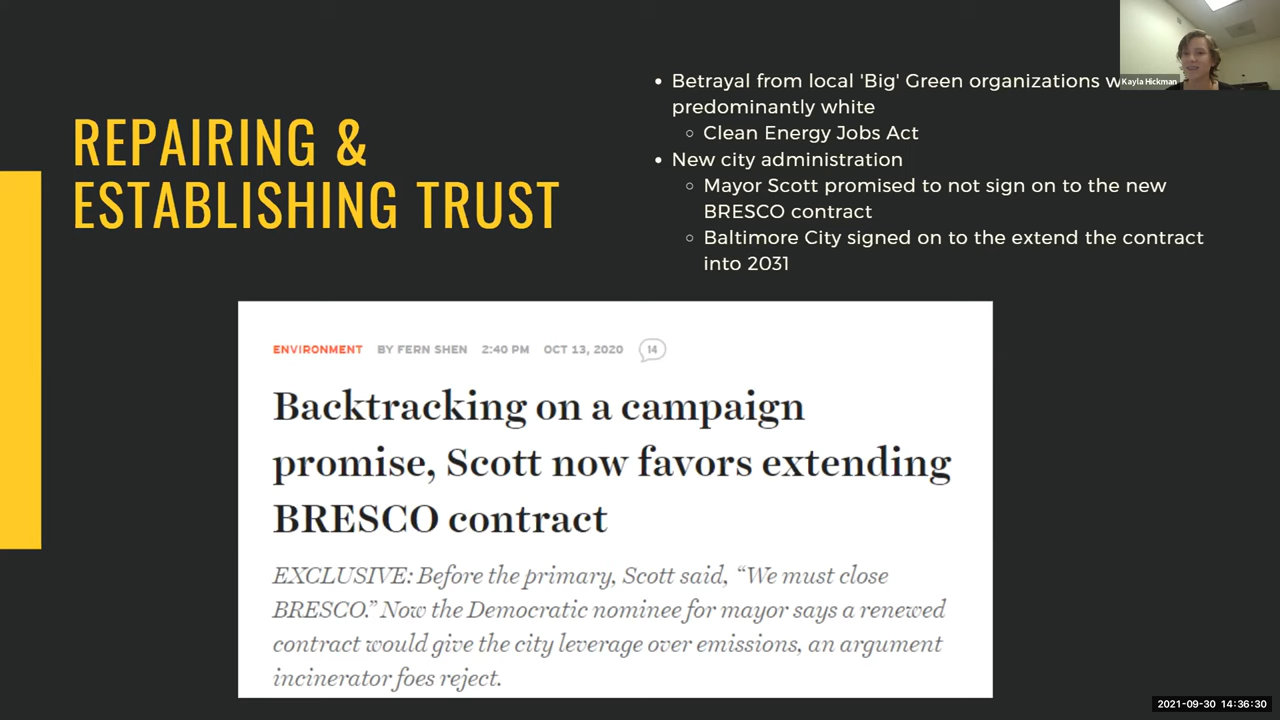 REPAIRING &
ESTABLISHING TRUST
• Betrayal from local 'Big' Green organizations
predominantly white
○ Clean Energy Jobs Act
• New city administration
○ Mayor Scott promised to not sign on to the new
BRESCO contract
○ Baltimore City signed on to the extend the contract
into 2031
Kayla Hickman
ENVIRONMENT BY FERN SHEN 2:40 PM OCT 13, 2020 14
Backtracking on a campaign
promise, Scott now favors extending
BRESCO contract
EXCLUSIVE: Before the primary, Scott said, “We must close
BRESCO.” Now the Democratic nominee for mayor says a renewed
contract would give the city leverage over emissions, an argument
incinerator foes reject.
2021-09-30 14:36:30